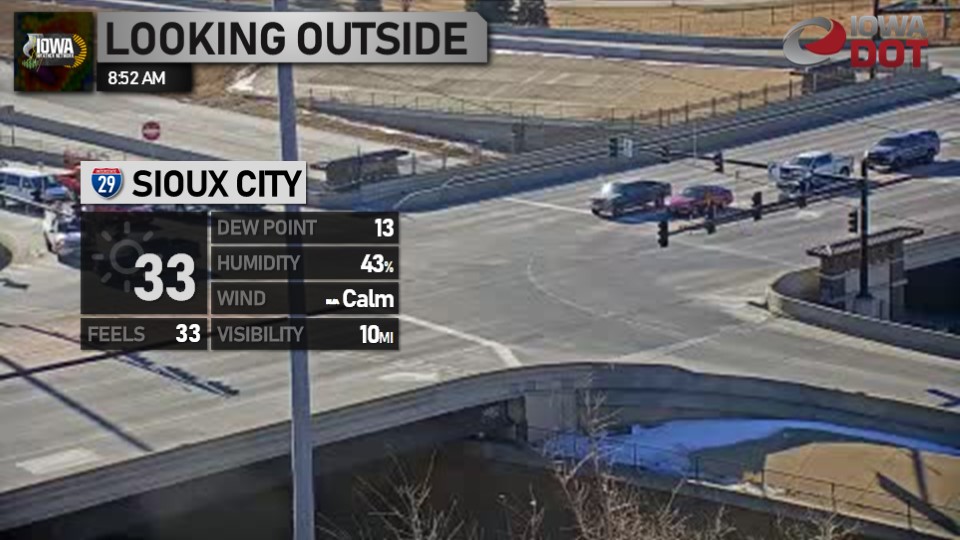 IOWA
LOOKING OUTSIDE
IOWA
DOT
8:52 AM
29
SIOUX CITY
33
DEW POINT 13
HUMIDITY 43%
WIND Calm
FEELS 33
VISIBILITY 10MI